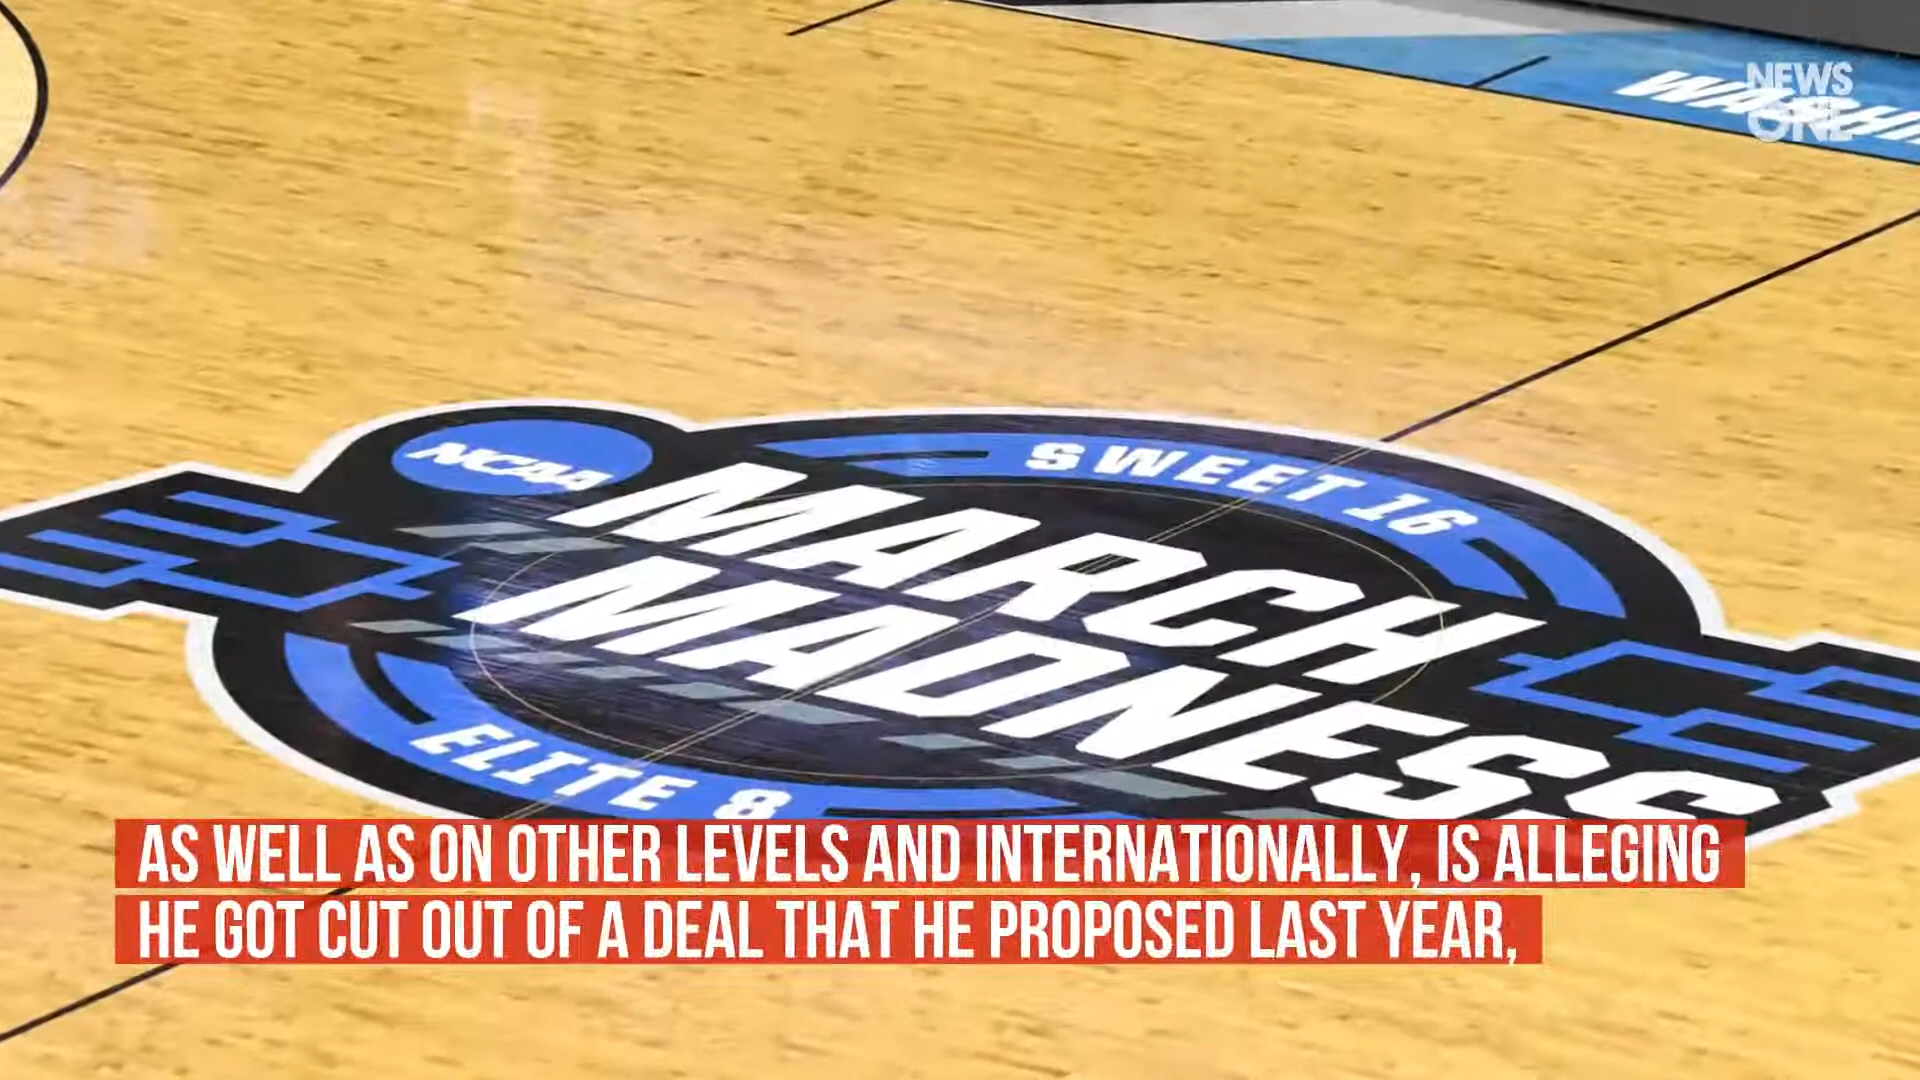 NEWS
ONE
NCAA
SWEET 16
MARCH
MADNESS
ELITE 8
AS WELL AS ON OTHER LEVELS AND INTERNATIONALLY, IS ALLEGING
HE GOT CUT OUT OF A DEAL THAT HE PROPOSED LAST YEAR,